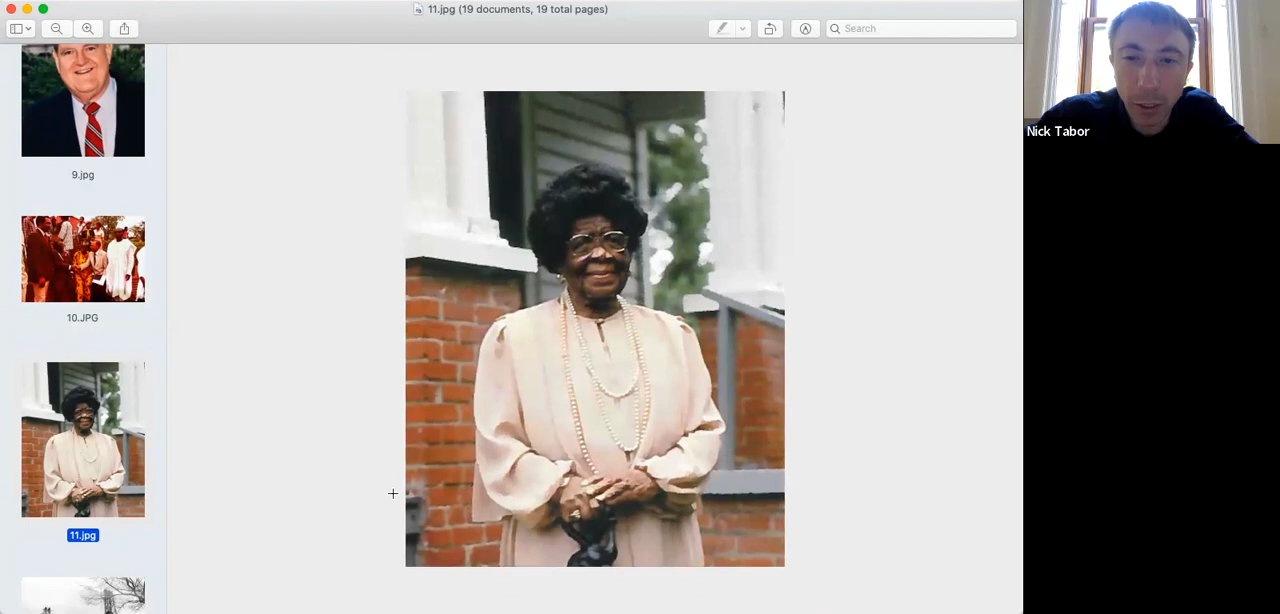 11.jpg (19 documents, 19 total pages)
Search
9.jpg
10.JPG
11.jpg
Nick Tabor